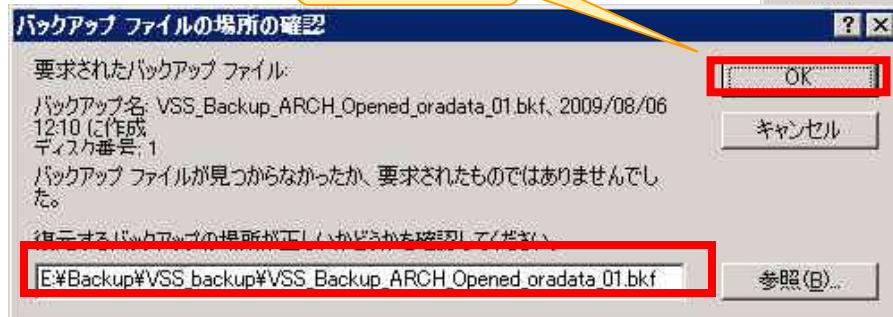 バックアップ ファイルの場所の確認
要求されたバックアップ ファイル:
OK
バックアップ名: VSS_Backup_ARCH_Opened_oradata_01.bkf、2009/08/06
12:10 に作成
ディスク番号: 1
キャンセル
バックアップ ファイルが見つからなかったか、要求されたものではありませんでし
た。
復元するバックアップの場所が正しいかどうかを確認してください。
E:¥Backup¥VSS_backup¥VSS_Backup_ARCH_Opened_oradata_01.bkf
参照(B)...